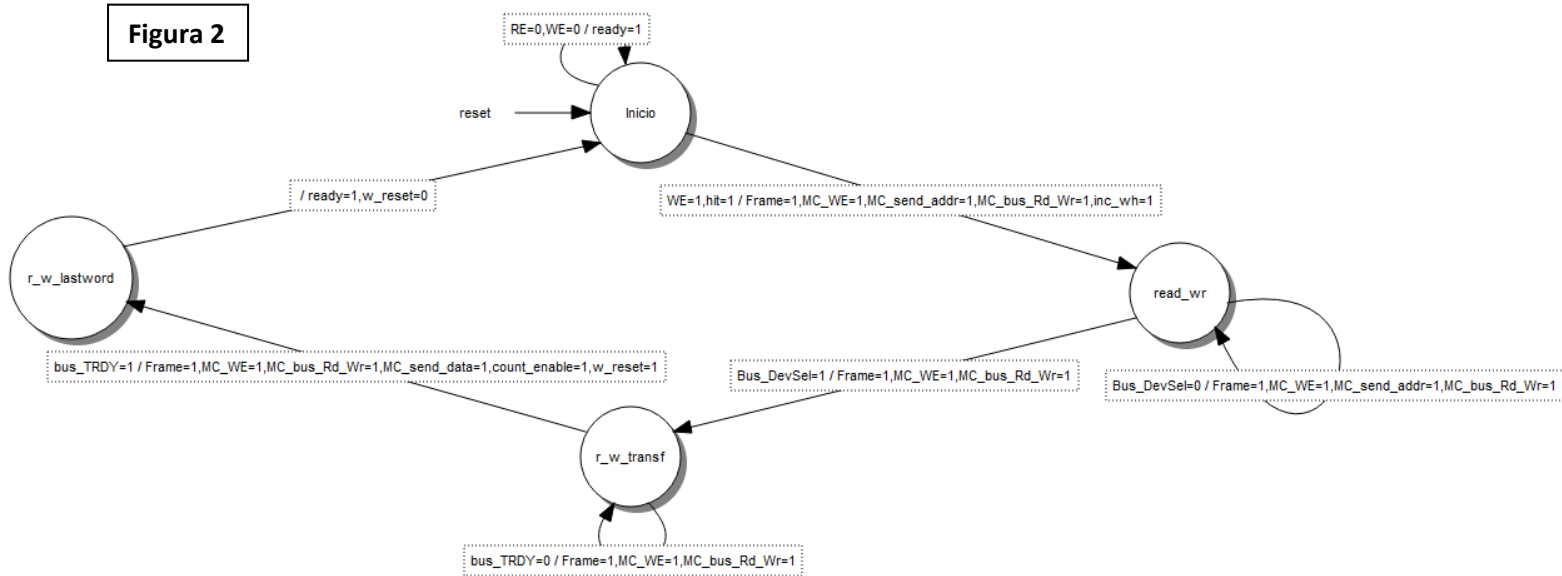 Figura 2
RE=0,WE=0 / ready=1
reset
Inicio
/ ready=1,w_reset=0
WE=1,hit=1 / Frame=1,MC_WE=1,MC_send_addr=1,MC_bus_Rd_Wr=1,inc_wh=1
r_w_lastword
read_wr
bus_TRDY=1 / Frame=1,MC_WE=1,MC_bus_Rd_Wr=1,MC_send_data=1,count_enable=1,w_reset=1
Bus_DevSel=1 / Frame=1,MC_WE=1,MC_bus_Rd_Wr=1
Bus_DevSel=0 / Frame=1,MC_WE=1,MC_send_addr=1,MC_bus_Rd_Wr=1
r_w_transf
bus_TRDY=0 / Frame=1,MC_WE=1,MC_bus_Rd_Wr=1